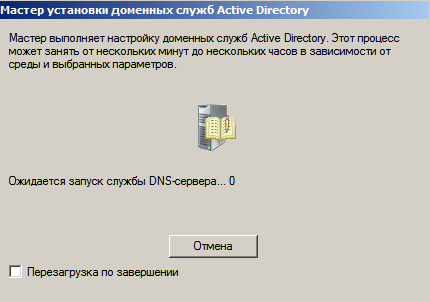 Мастер установки доменных служб Active Directory
Мастер выполняет настройку доменных служб Active Directory. Этот процесс
может занять от нескольких минут до нескольких часов в зависимости от
среды и выбранных параметров.
Ожидается запуск службы DNS-сервера... 0
Отмена
Перезагрузка по завершении